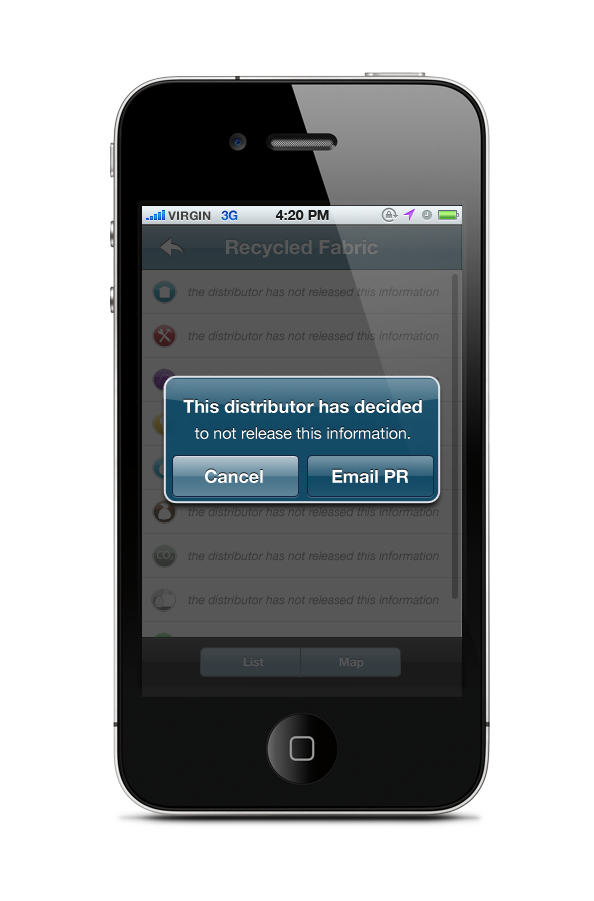 VIRGIN 3G 4:20 PM
Recycled Fabric
the distributor has not released this information
the distributor has not released this information
This distributor has decided
to not release this information.
Cancel Email PR
the distributor has not released this information
CO₂ the distributor has not released this information
the distributor has not released this information
List Map